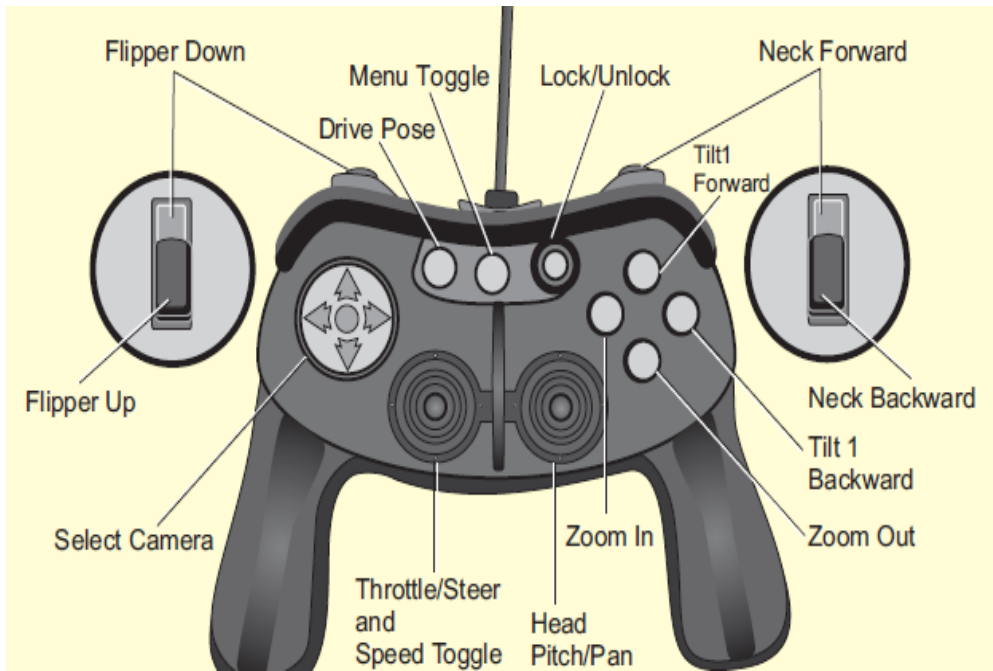 Flipper Down
Neck Forward
Menu Toggle
Lock/Unlock
Drive Pose
Tilt1
Forward
Flipper Up
Neck Backward
Tilt 1
Backward
Select Camera
Zoom In
Zoom Out
Throttle/Steer
and
Speed Toggle
Head
Pitch/Pan